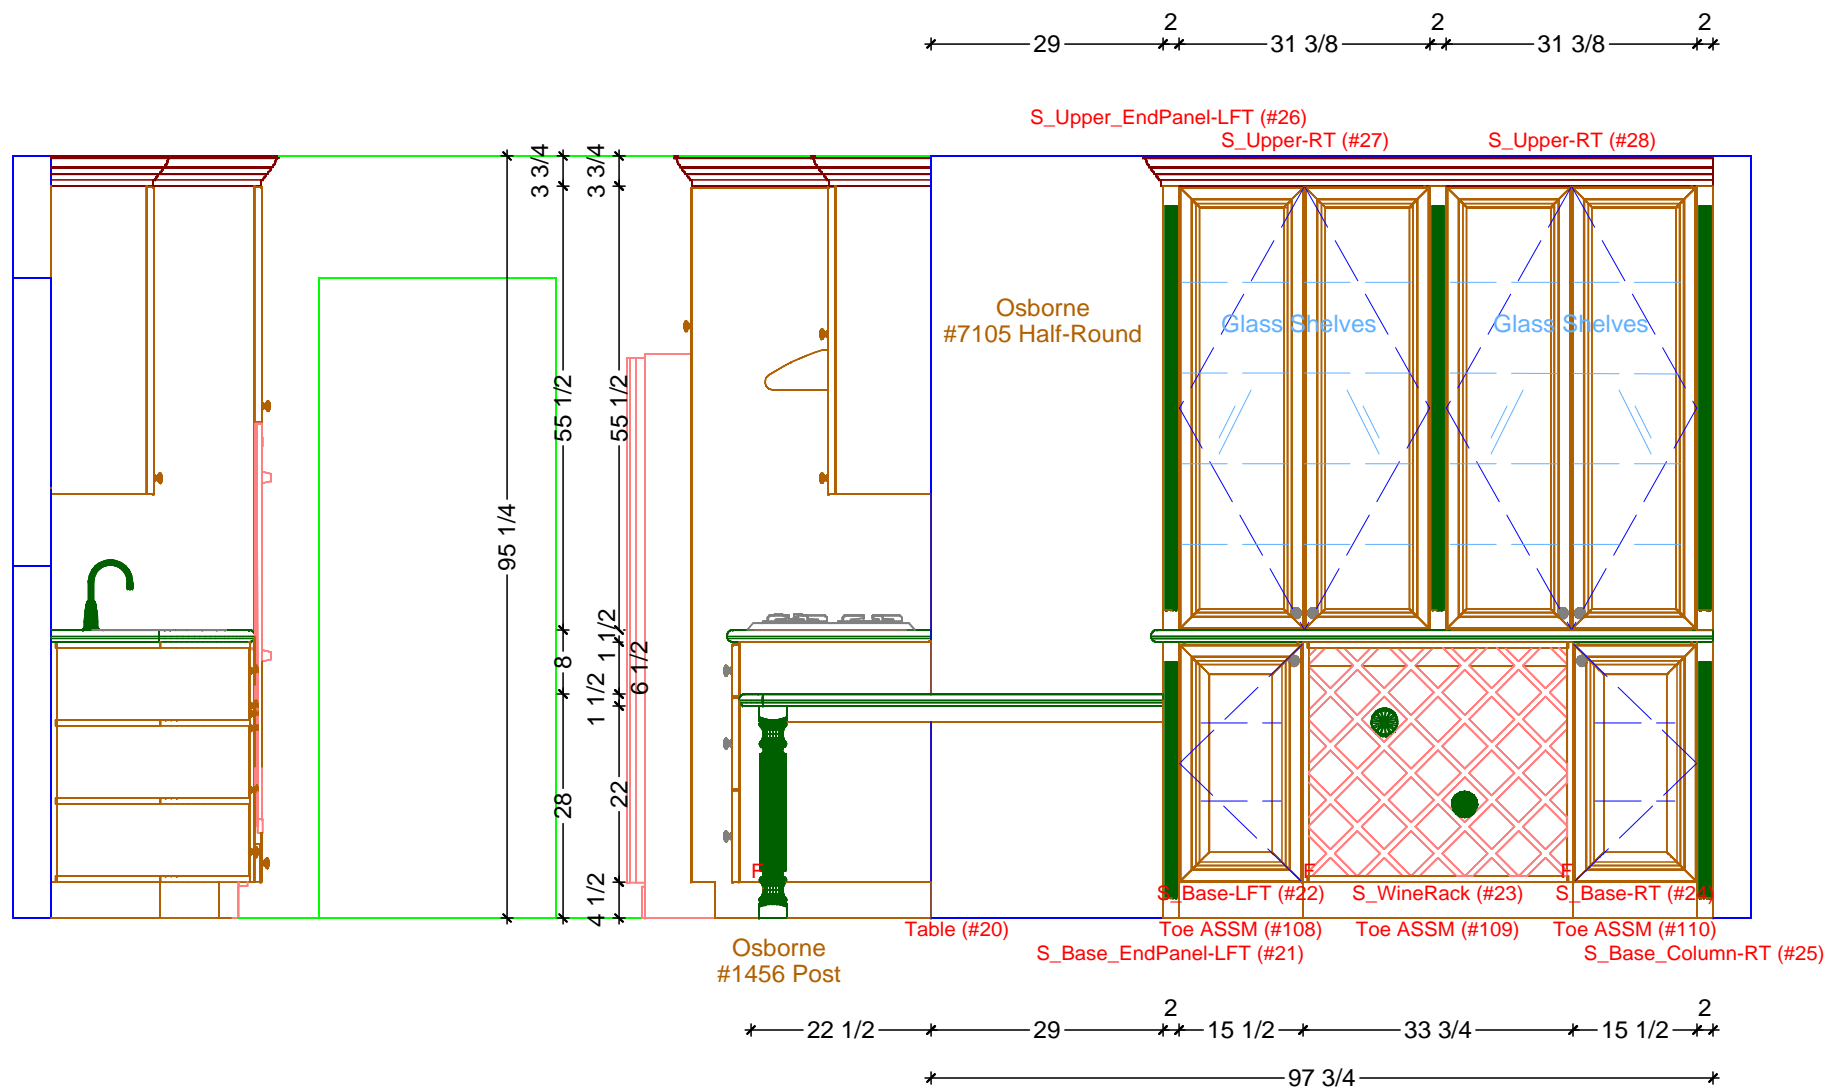 2 2 2
29 31 3/8 31 3/8
S_Upper_EndPanel-LFT (#26)
S_Upper-RT (#27) S_Upper-RT (#28)
3 3/4 3 3/4
Osborne
#7105 Half-Round
Glass Shelves Glass Shelves
55 1/2 55 1/2
95 1/4
1 1/2
8
6 1/2
1 1/2
28 22
4 1/2
F F F
S_Base-LFT (#22) S_WineRack (#23) S_Base-RT (#24)
Table (#20) Toe ASSM (#108) Toe ASSM (#109) Toe ASSM (#110)
Osborne
#1456 Post
S_Base_EndPanel-LFT (#21) S_Base_Column-RT (#25)
2 2
22 1/2 29 15 1/2 33 3/4 15 1/2
97 3/4